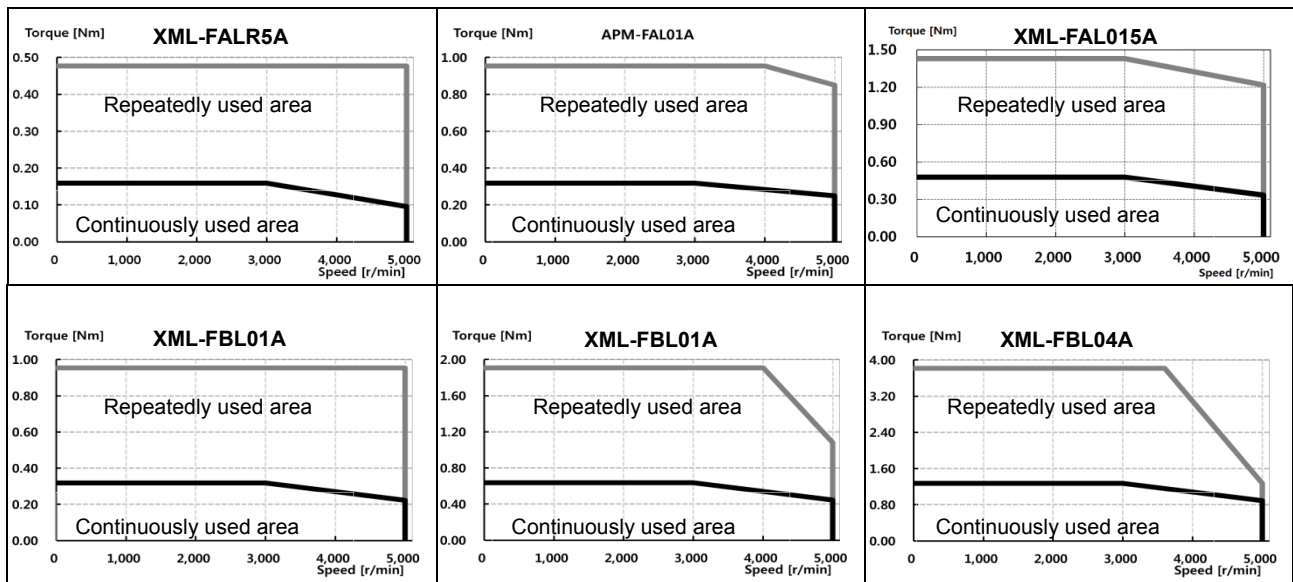 Torque [Nm] XML-FALR5A
0.50
0.40
Repeatedly used area
0.30
0.20
0.10
Continuously used area
0.00
0 1,000 2,000 3,000 4,000 5,000
Speed [r/min]
Torque [Nm] APM-FAL01A
1.00
0.80
Repeatedly used area
0.60
0.40
0.20
Continuously used area
0.00
0 1,000 2,000 3,000 4,000 5,000
Speed [r/min]
Torque [Nm] XML-FAL015A
1.50
1.20
Repeatedly used area
0.90
0.60
0.30
Continuously used area
0.00
0 1,000 2,000 3,000 4,000 5,000
Speed [r/min]
Torque [Nm] XML-FBL01A
1.00
0.80
Repeatedly used area
0.60
0.40
0.20
Continuously used area
0.00
0 1,000 2,000 3,000 4,000 5,000
Speed [r/min]
Torque [Nm] XML-FBL01A
2.00
1.60
Repeatedly used area
1.20
0.80
0.40
Continuously used area
0.00
0 1,000 2,000 3,000 4,000 5,000
Speed [r/min]
Torque [Nm] XML-FBL04A
4.00
3.20
Repeatedly used area
2.40
1.60
0.80
Continuously used area
0.00
0 1,000 2,000 3,000 4,000 5,000
Speed [r/min]